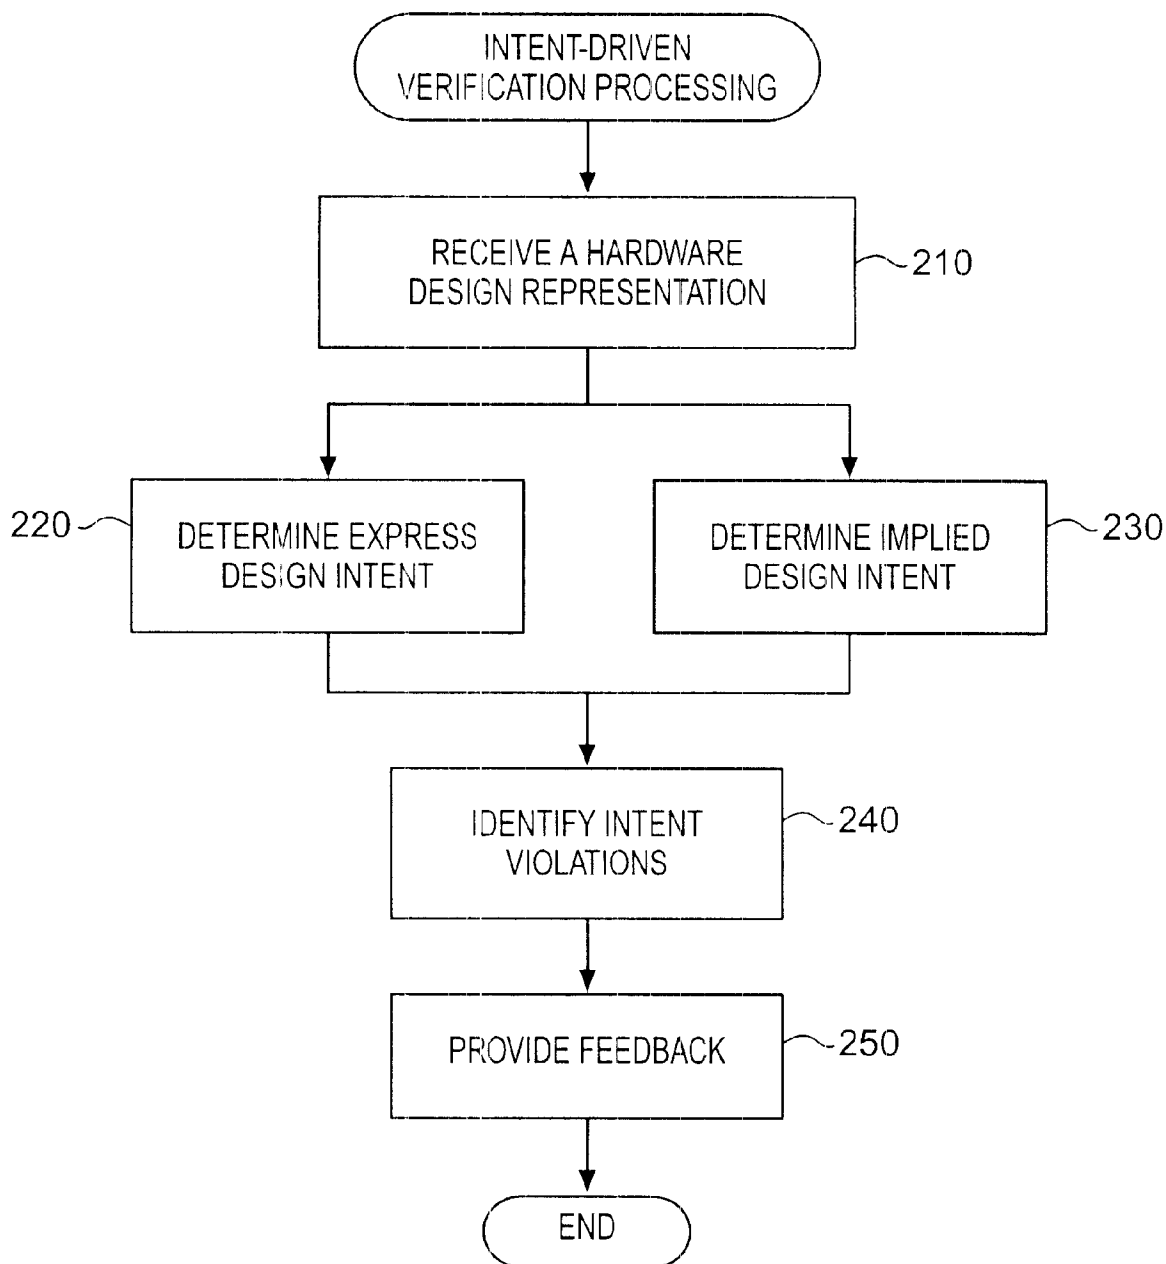 INTENT-DRIVEN
VERIFICATION PROCESSING
RECEIVE A HARDWARE
DESIGN REPRESENTATION
210
220
DETERMINE EXPRESS
DESIGN INTENT
DETERMINE IMPLIED
DESIGN INTENT
230
IDENTIFY INTENT
VIOLATIONS
240
PROVIDE FEEDBACK
250
END